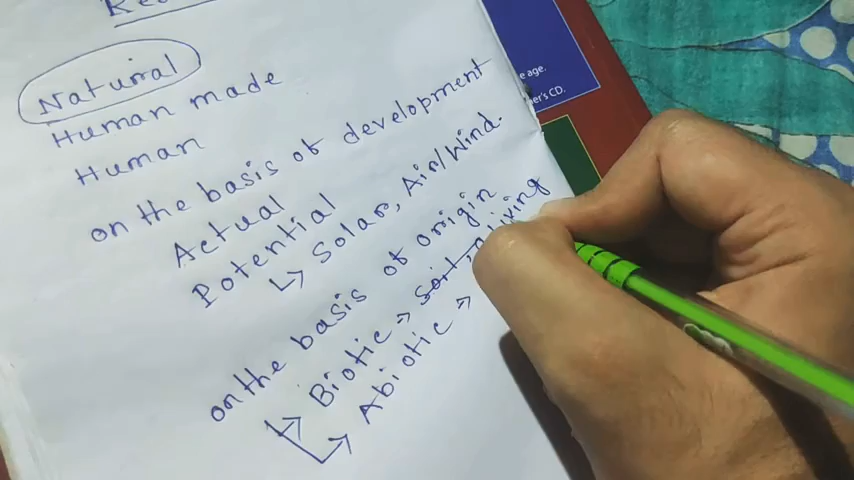 Natural
Human made
Human
on the basis of development
Actual
Potential
↳ Solar, Air/Wind.
on the basis of origin
Biotic → living
Abiotic →
e age.
er's CD.